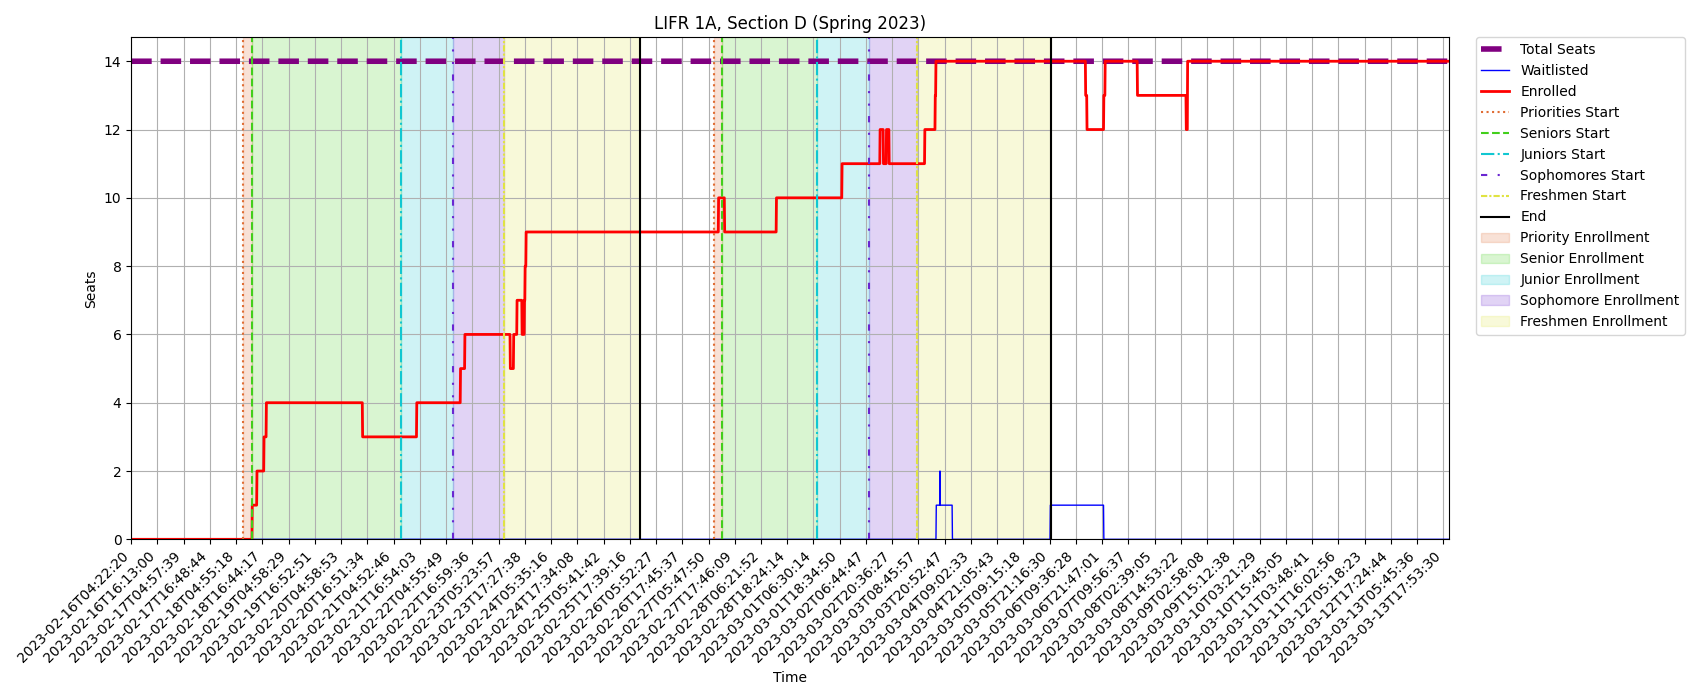 LIFR 1A, Section D (Spring 2023)
Seats
14
12
10
8
6
4
2
0
2023-02-16T04:22:20
2023-02-16T16:13:00
2023-02-17T04:57:39
2023-02-17T16:48:44
2023-02-18T04:55:18
2023-02-18T16:44:17
2023-02-19T04:58:29
2023-02-19T16:52:51
2023-02-20T04:58:53
2023-02-20T16:51:34
2023-02-21T04:52:46
2023-02-21T16:54:03
2023-02-22T04:55:49
2023-02-22T16:59:36
2023-02-23T05:23:57
2023-02-23T17:27:38
2023-02-24T05:35:16
2023-02-24T17:34:08
2023-02-25T05:41:42
2023-02-25T17:39:16
2023-02-26T05:52:27
2023-02-26T17:45:37
2023-02-27T05:47:50
2023-02-27T17:46:09
2023-02-28T06:21:52
2023-02-28T18:24:14
2023-03-01T06:30:14
2023-03-01T18:34:50
2023-03-02T06:44:47
2023-03-02T20:36:27
2023-03-03T08:45:57
2023-03-03T20:52:47
2023-03-04T09:02:33
2023-03-04T21:05:43
2023-03-05T09:15:18
2023-03-05T21:16:30
2023-03-06T09:36:28
2023-03-06T21:47:01
2023-03-07T09:56:37
2023-03-08T02:39:05
2023-03-08T14:53:22
2023-03-09T02:58:08
2023-03-09T15:12:38
2023-03-10T03:21:29
2023-03-10T15:45:05
2023-03-11T03:48:41
2023-03-11T16:02:56
2023-03-12T05:18:23
2023-03-12T17:24:44
2023-03-13T05:45:36
2023-03-13T17:53:30
Time
Total Seats
Waitlisted
Enrolled
Priorities Start
Seniors Start
Juniors Start
Sophomores Start
Freshmen Start
End
Priority Enrollment
Senior Enrollment
Junior Enrollment
Sophomore Enrollment
Freshmen Enrollment